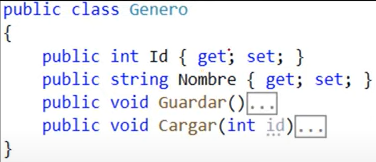 public class Genero
{
public int Id { get; set; }
public string Nombre { get; set; }
public void Guardar()...
public void Cargar(int id)...
}